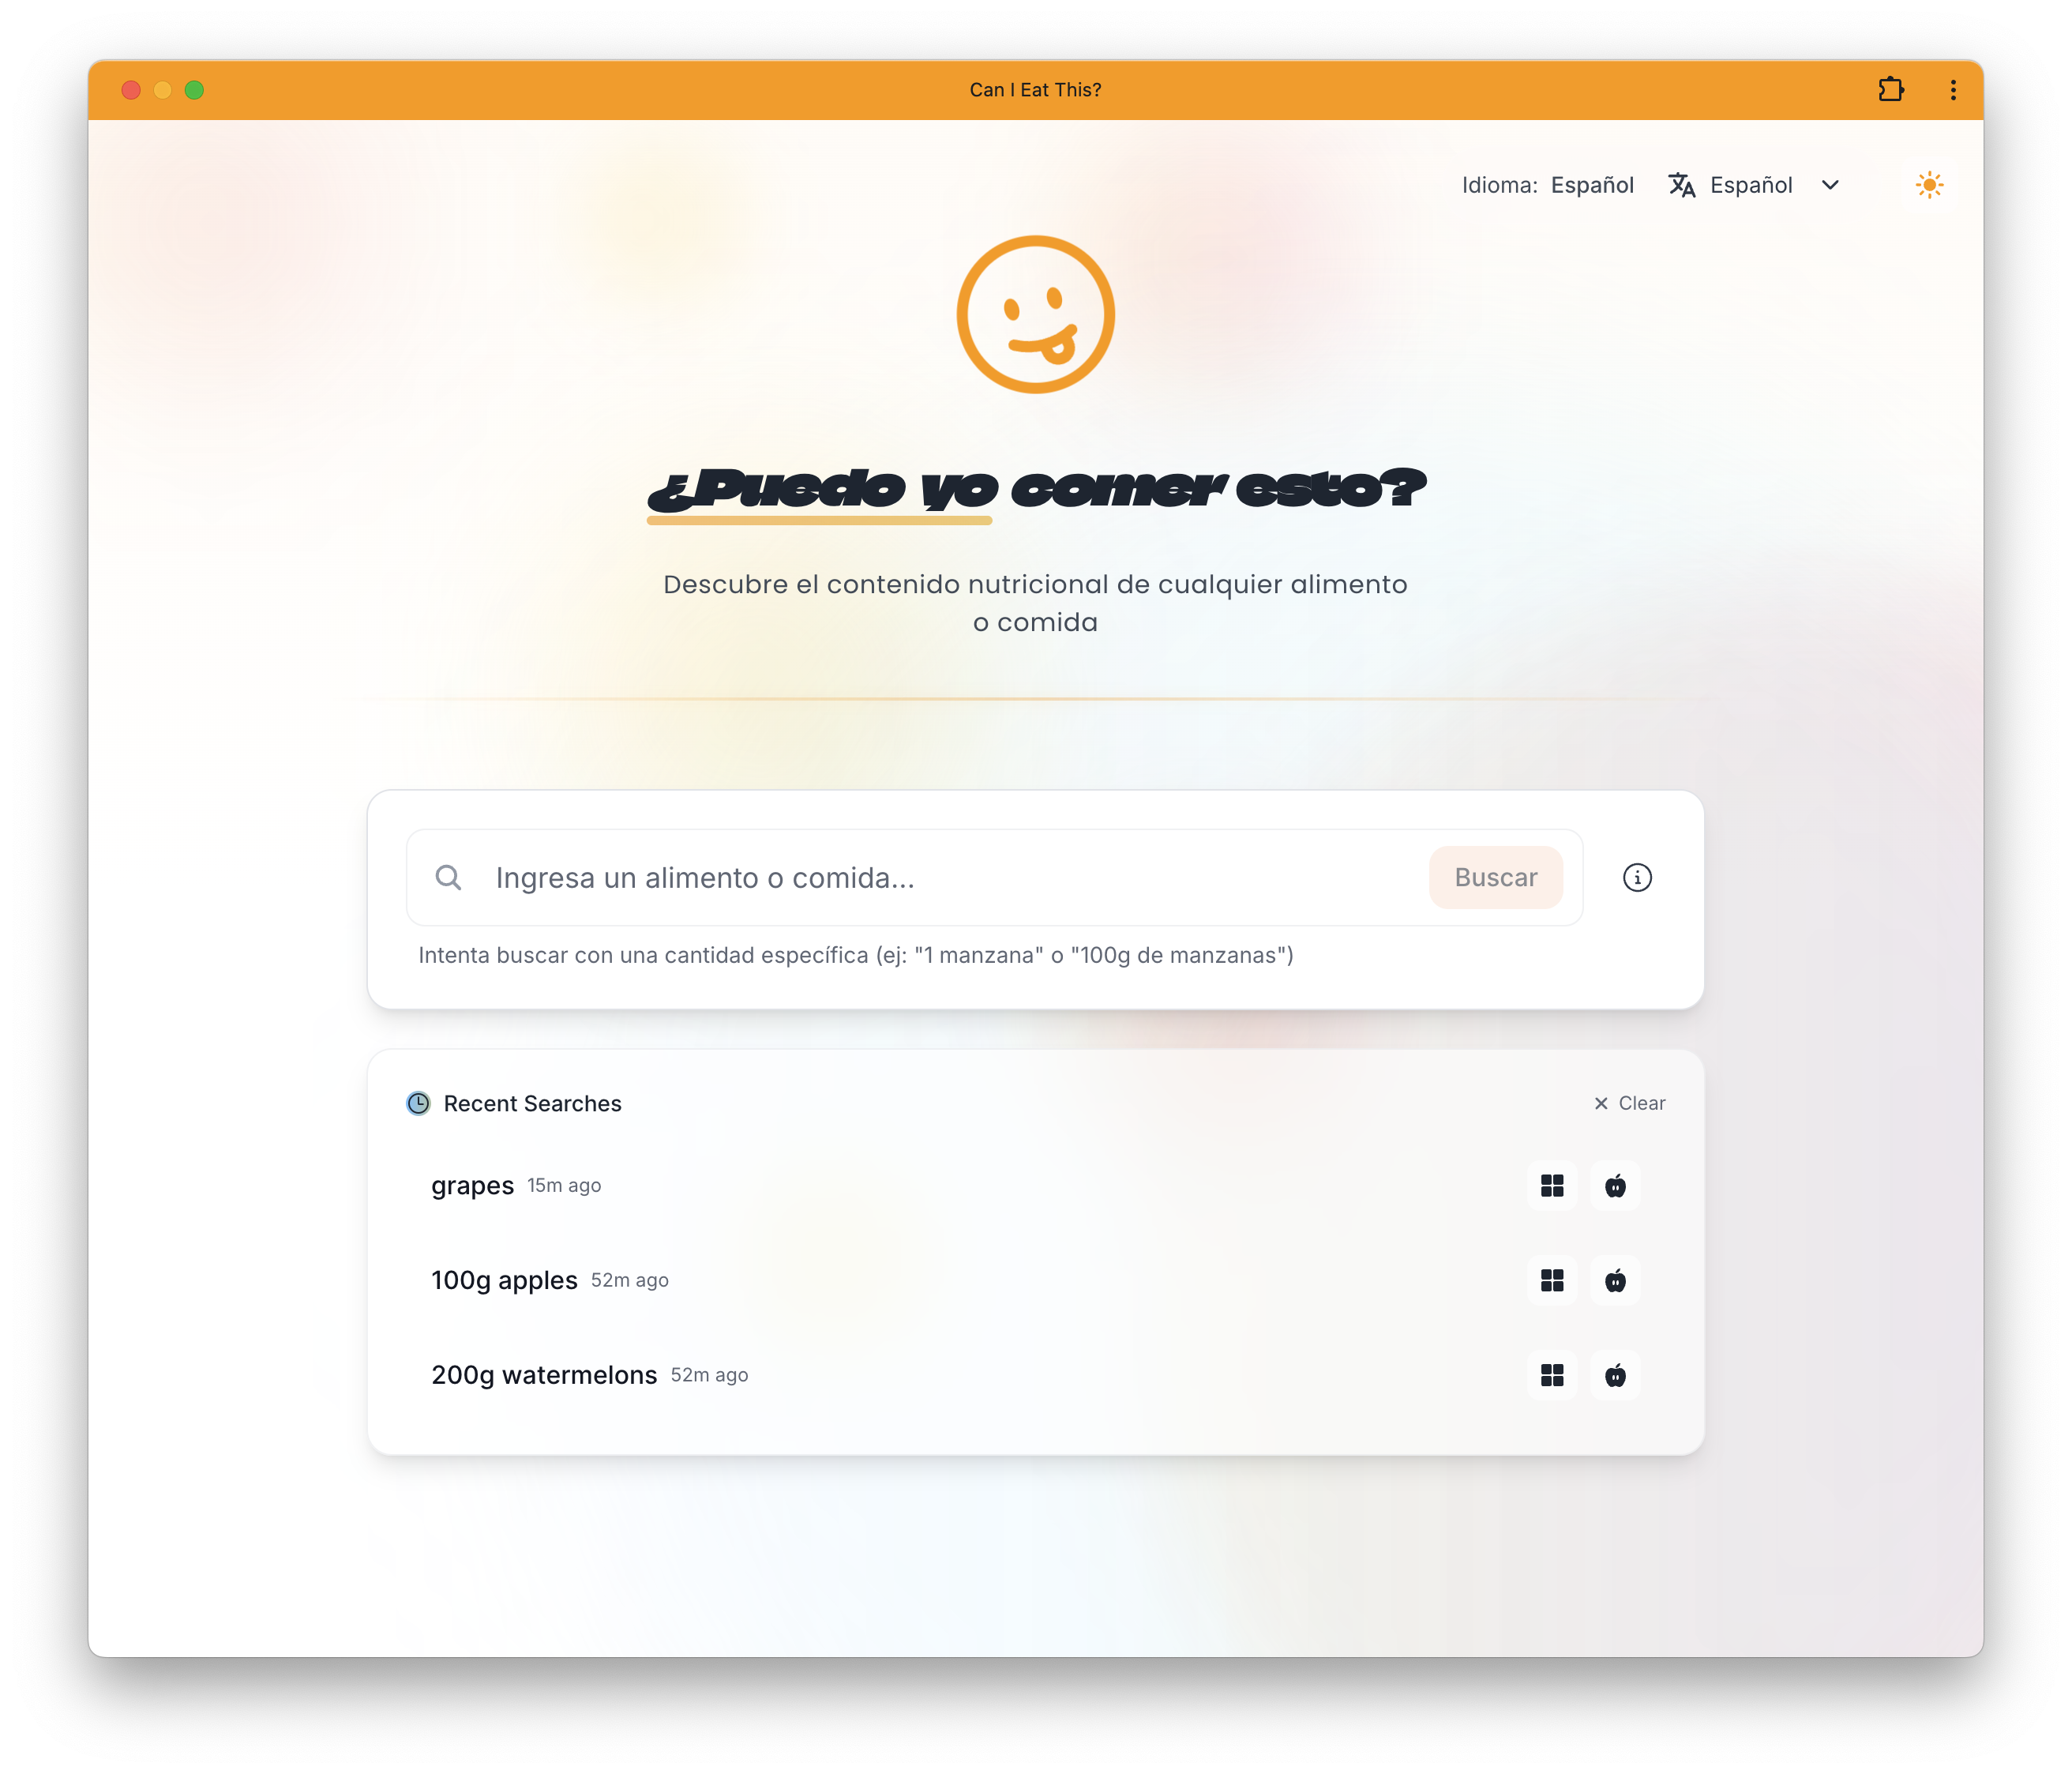 Can I Eat This?
Idioma: Español Español
¿Puedo yo comer esto?
Descubre el contenido nutricional de cualquier alimento
o comida
Ingresa un alimento o comida... Buscar
Intenta buscar con una cantidad específica (ej: "1 manzana" o "100g de manzanas")
Recent Searches Clear
grapes 15m ago
100g apples 52m ago
200g watermelons 52m ago